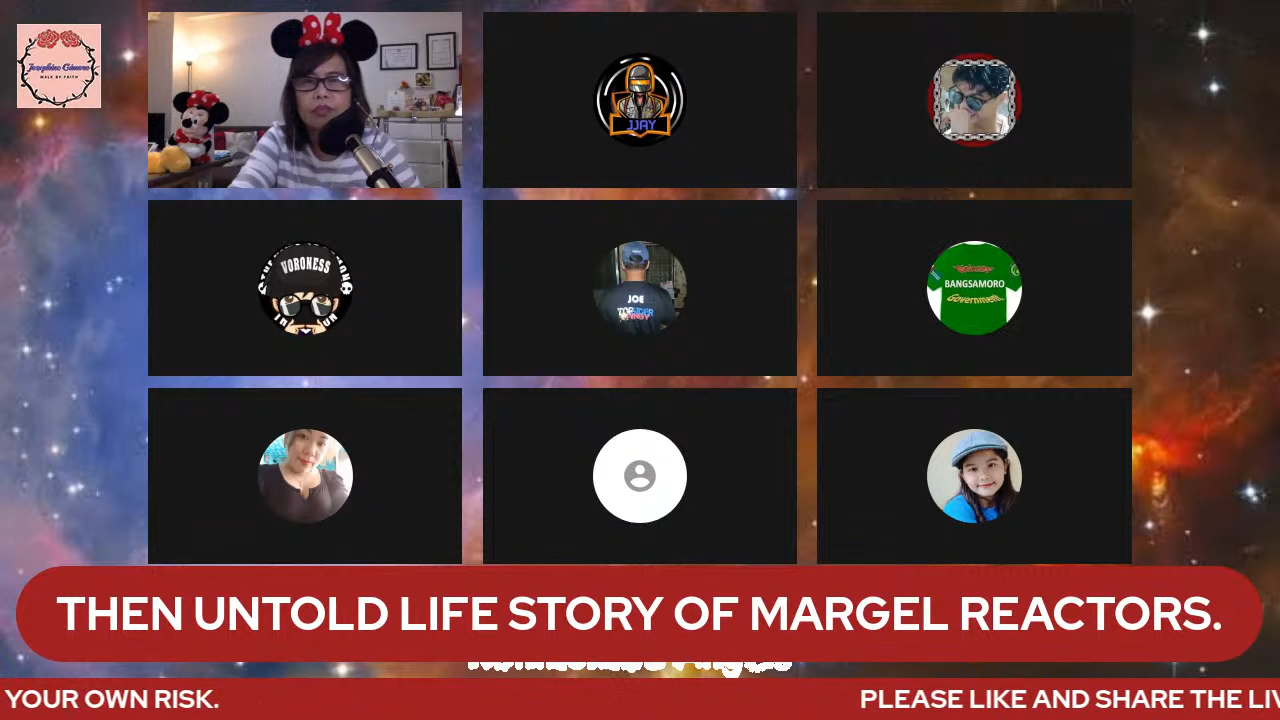 WALK BY FAITH
JJAY
VORONESS
JOE
BANGSAMORO
Government
THEN UNTOLD LIFE STORY OF MARGEL REACTORS.
YOUR OWN RISK.
PLEASE LIKE AND SHARE THE LIV